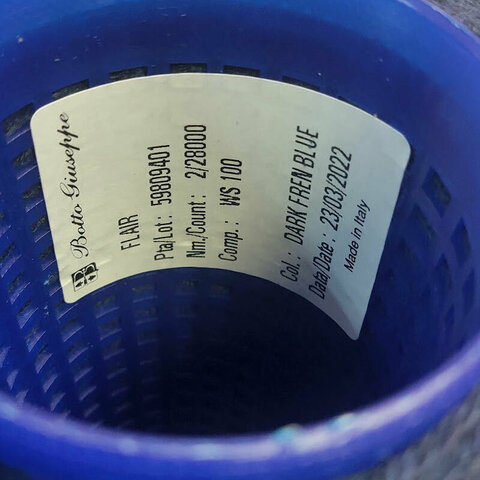 Botto Giuseppe
FLAIR
Pta/Lot: 59809401
Nm./Count: 2/28000
Comp.: WS 100
Col.: DARK FREN BLUE
Data/Date: 23/03/2022
Made in Italy